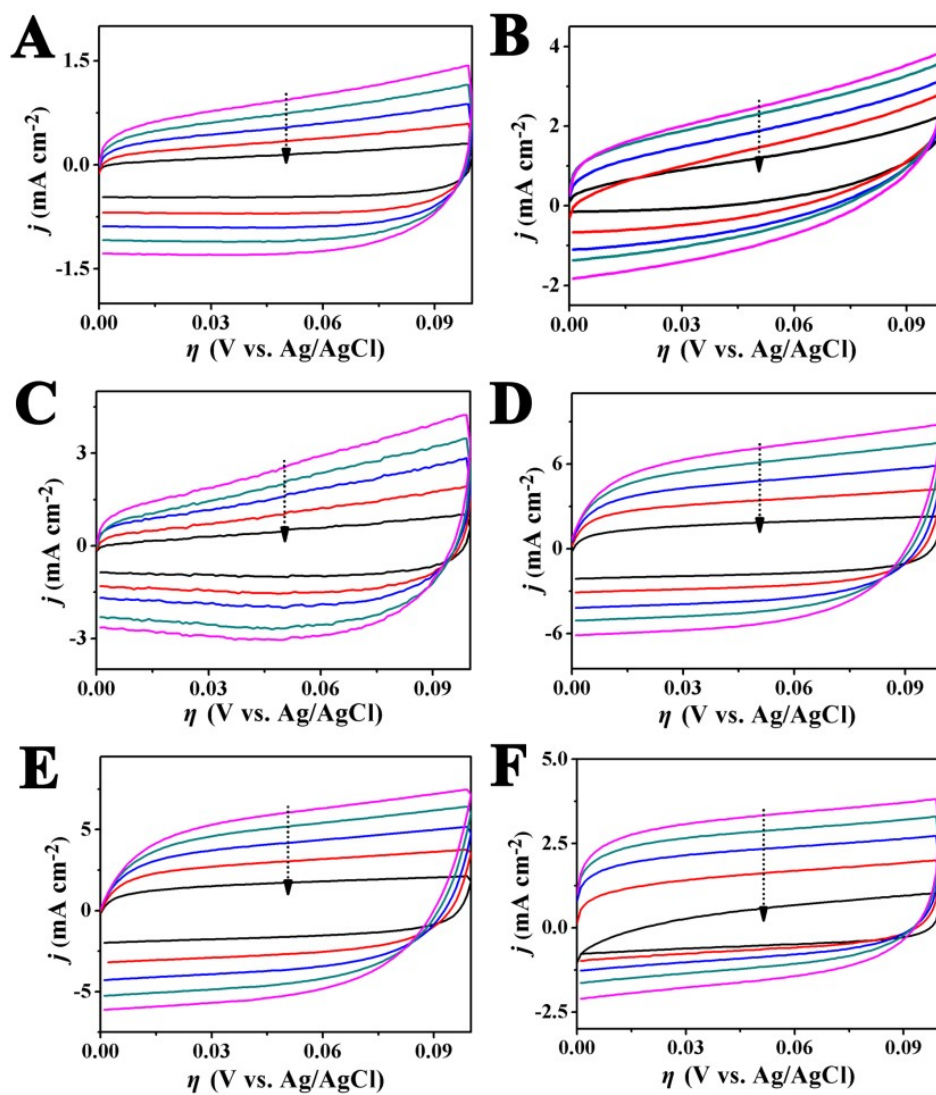 A
j (mA cm-2)
1.5
0.0
-1.5
0.00 0.03 0.06 0.09
η (V vs. Ag/AgCl)
B
j (mA cm-2)
4
2
0
-2
0.00 0.03 0.06 0.09
η (V vs. Ag/AgCl)
C
j (mA cm-2)
3
0
-3
0.00 0.03 0.06 0.09
η (V vs. Ag/AgCl)
D
j (mA cm-2)
6
0
-6
0.00 0.03 0.06 0.09
η (V vs. Ag/AgCl)
E
j (mA cm-2)
5
0
-5
0.00 0.03 0.06 0.09
η (V vs. Ag/AgCl)
F
j (mA cm-2)
5.0
2.5
0.0
-2.5
0.00 0.03 0.06 0.09
η (V vs. Ag/AgCl)